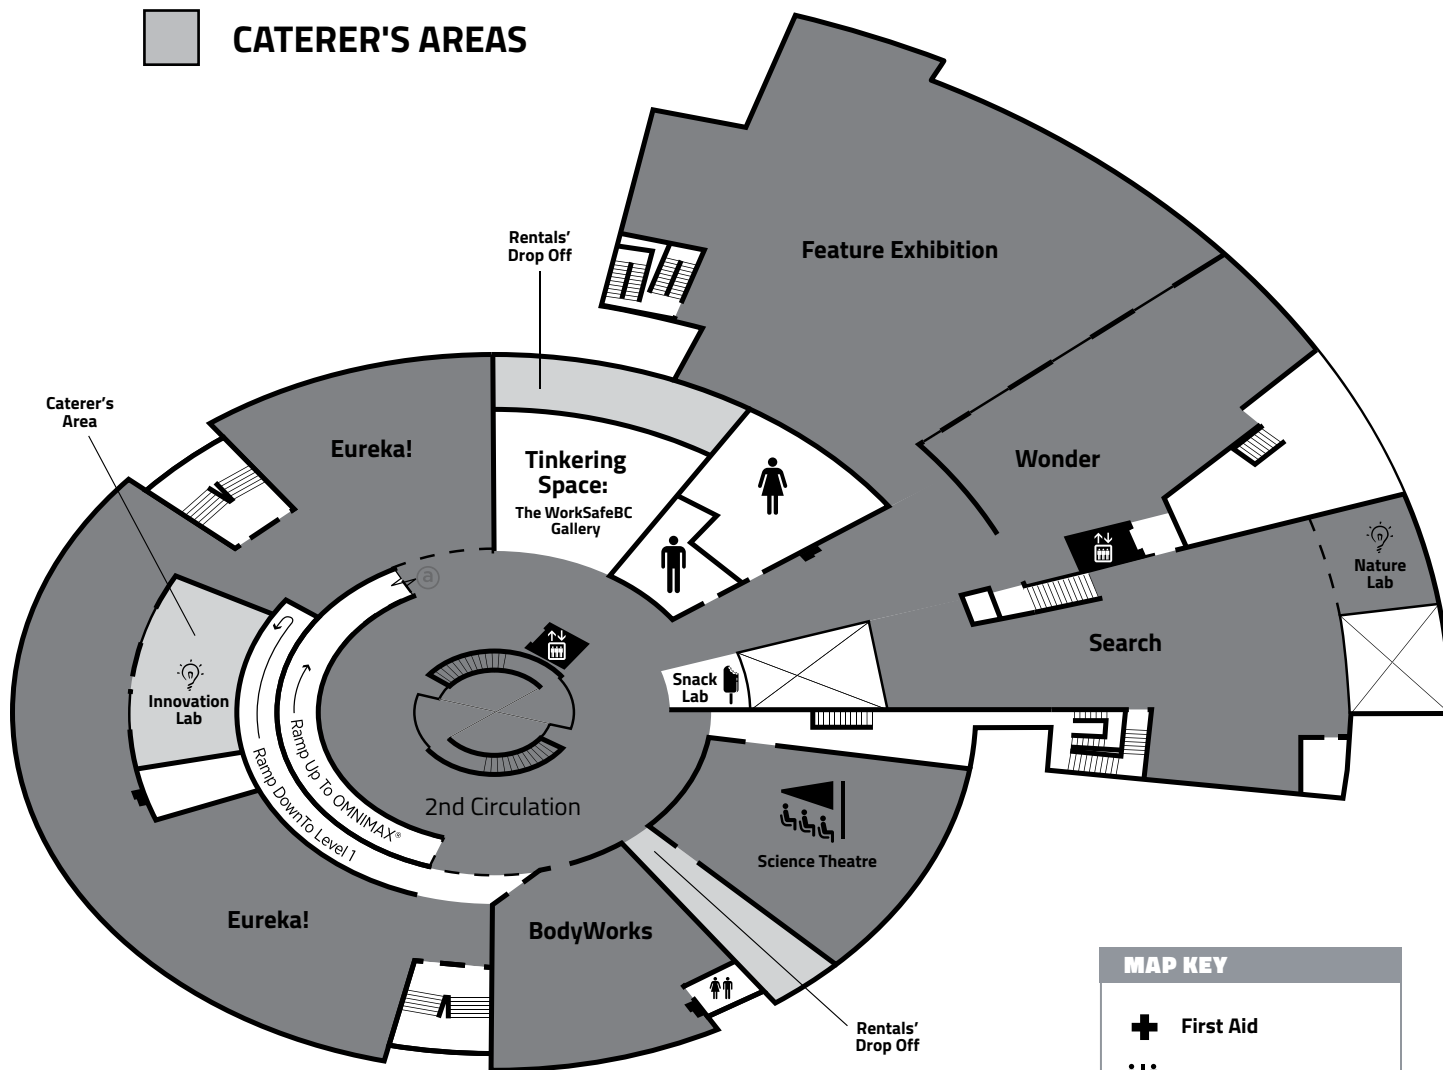 CATERER'S AREAS
Rentals’
Drop Off
Feature Exhibition
Caterer’s
Area
Eureka!
Tinkering
Space:
The WorkSafeBC
Gallery
Wonder
Nature
Lab
Search
a
Snack
Lab
Innovation
Lab
Ramp Up To OMNIMAX®
Ramp DownTo Level 1
2nd Circulation
Science Theatre
Eureka!
BodyWorks
Rentals’
Drop Off
MAP KEY
First Aid